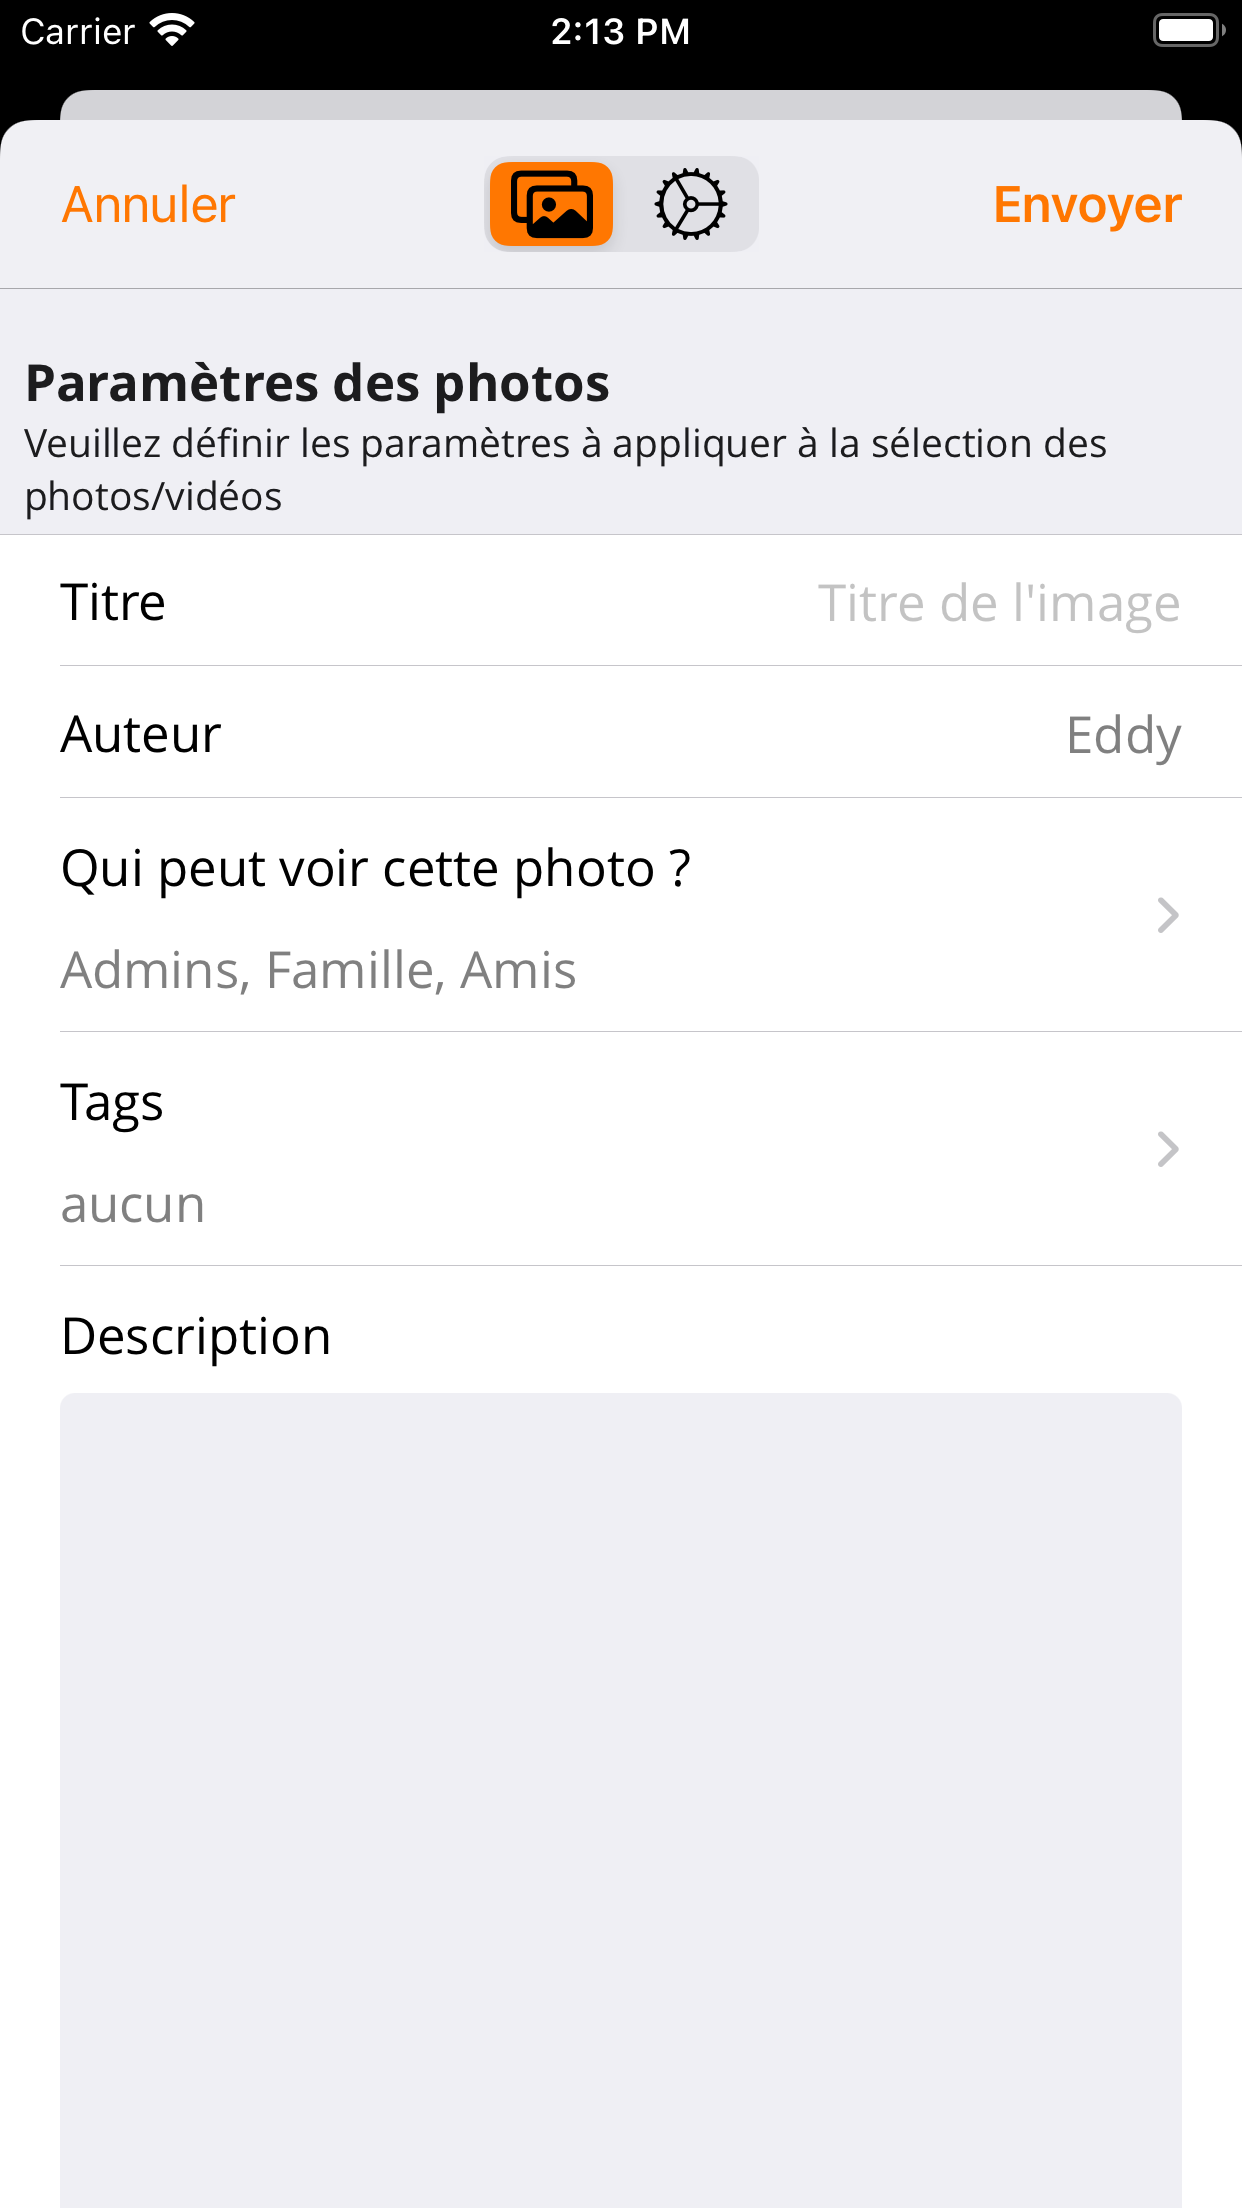 Carrier 2:13 PM
Annuler Envoyer
Paramètres des photos
Veuillez définir les paramètres à appliquer à la sélection des
photos/vidéos
Titre Titre de l'image
Auteur Eddy
Qui peut voir cette photo ?
Admins, Famille, Amis
Tags
aucun
Description